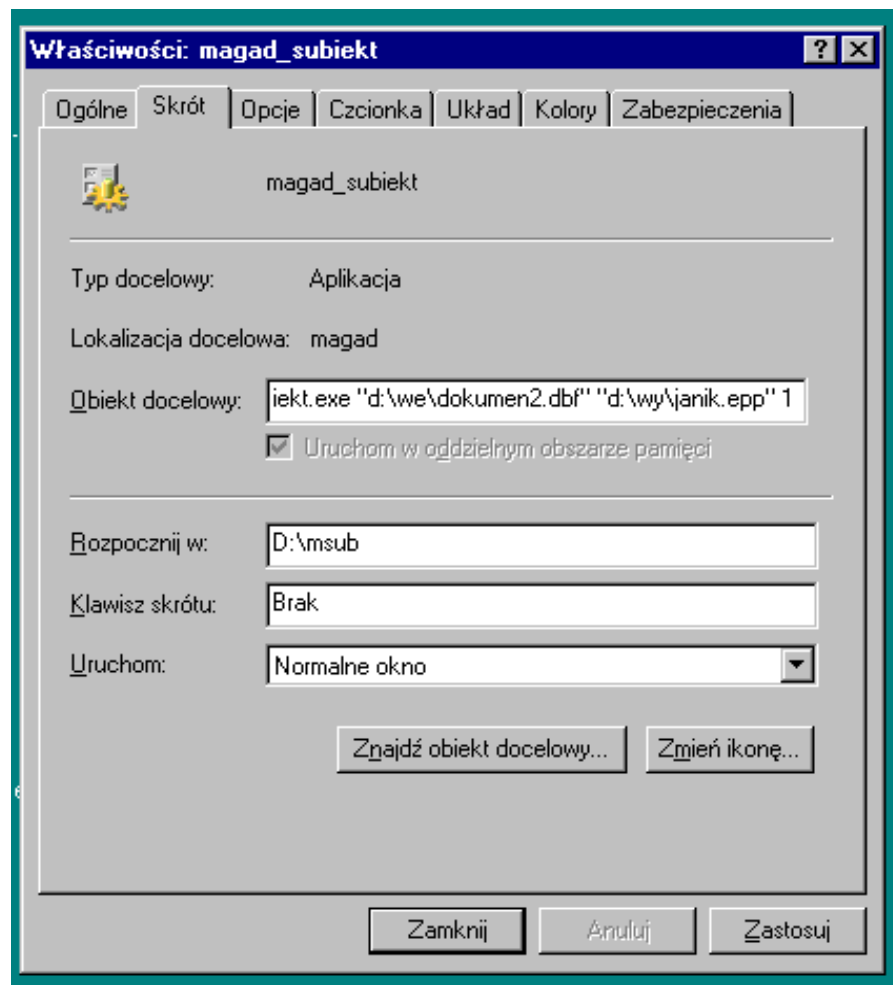 Właściwości: magad_subiekt
Ogólne Skrót Opcje Czcionka Układ Kolory Zabezpieczenia
magad_subiekt
Typ docelowy: Aplikacja
Lokalizacja docelowa: magad
Obiekt docelowy: iekt.exe "d:\we\dokumen2.dbf" "d:\wy\janik.epp" 1
Uruchom w oddzielnym obszarze pamięci
Rozpocznij w: D:\msub
Klawisz skrótu: Brak
Uruchom: Normalne okno
Znajdź obiekt docelowy... Zmień ikonę...
Zamknij Anuluj Zastosuj